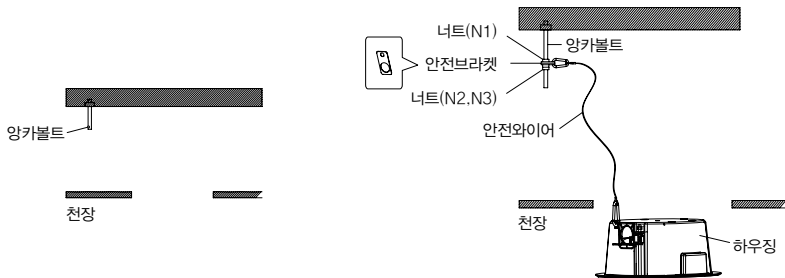 앙카볼트
천장
너트(N1)
앙카볼트
안전브라켓
너트(N2,N3)
안전와이어
천장
하우징